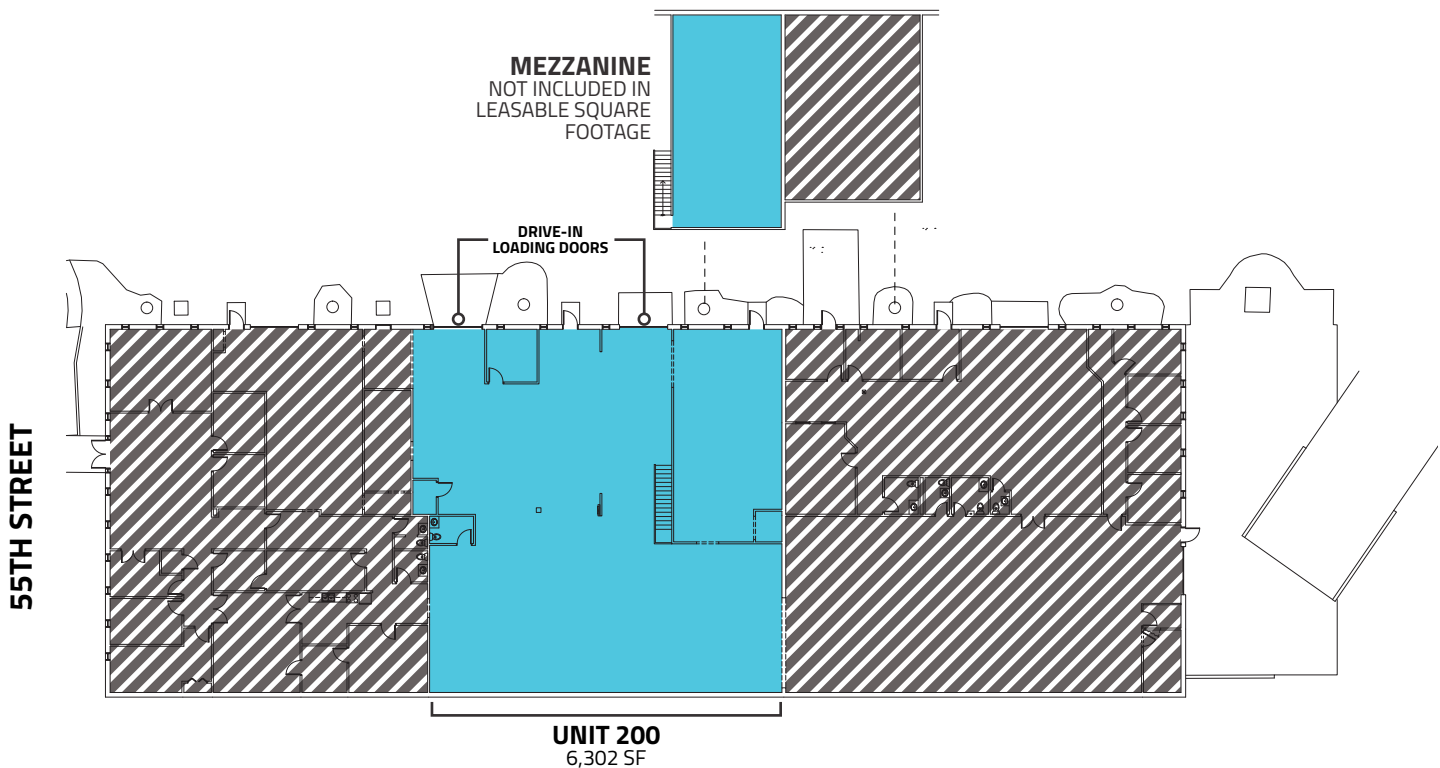 MEZZANINE
NOT INCLUDED IN
LEASABLE SQUARE
FOOTAGE
DRIVE-IN
LOADING DOORS
55TH STREET
UNIT 200
6,302 SF